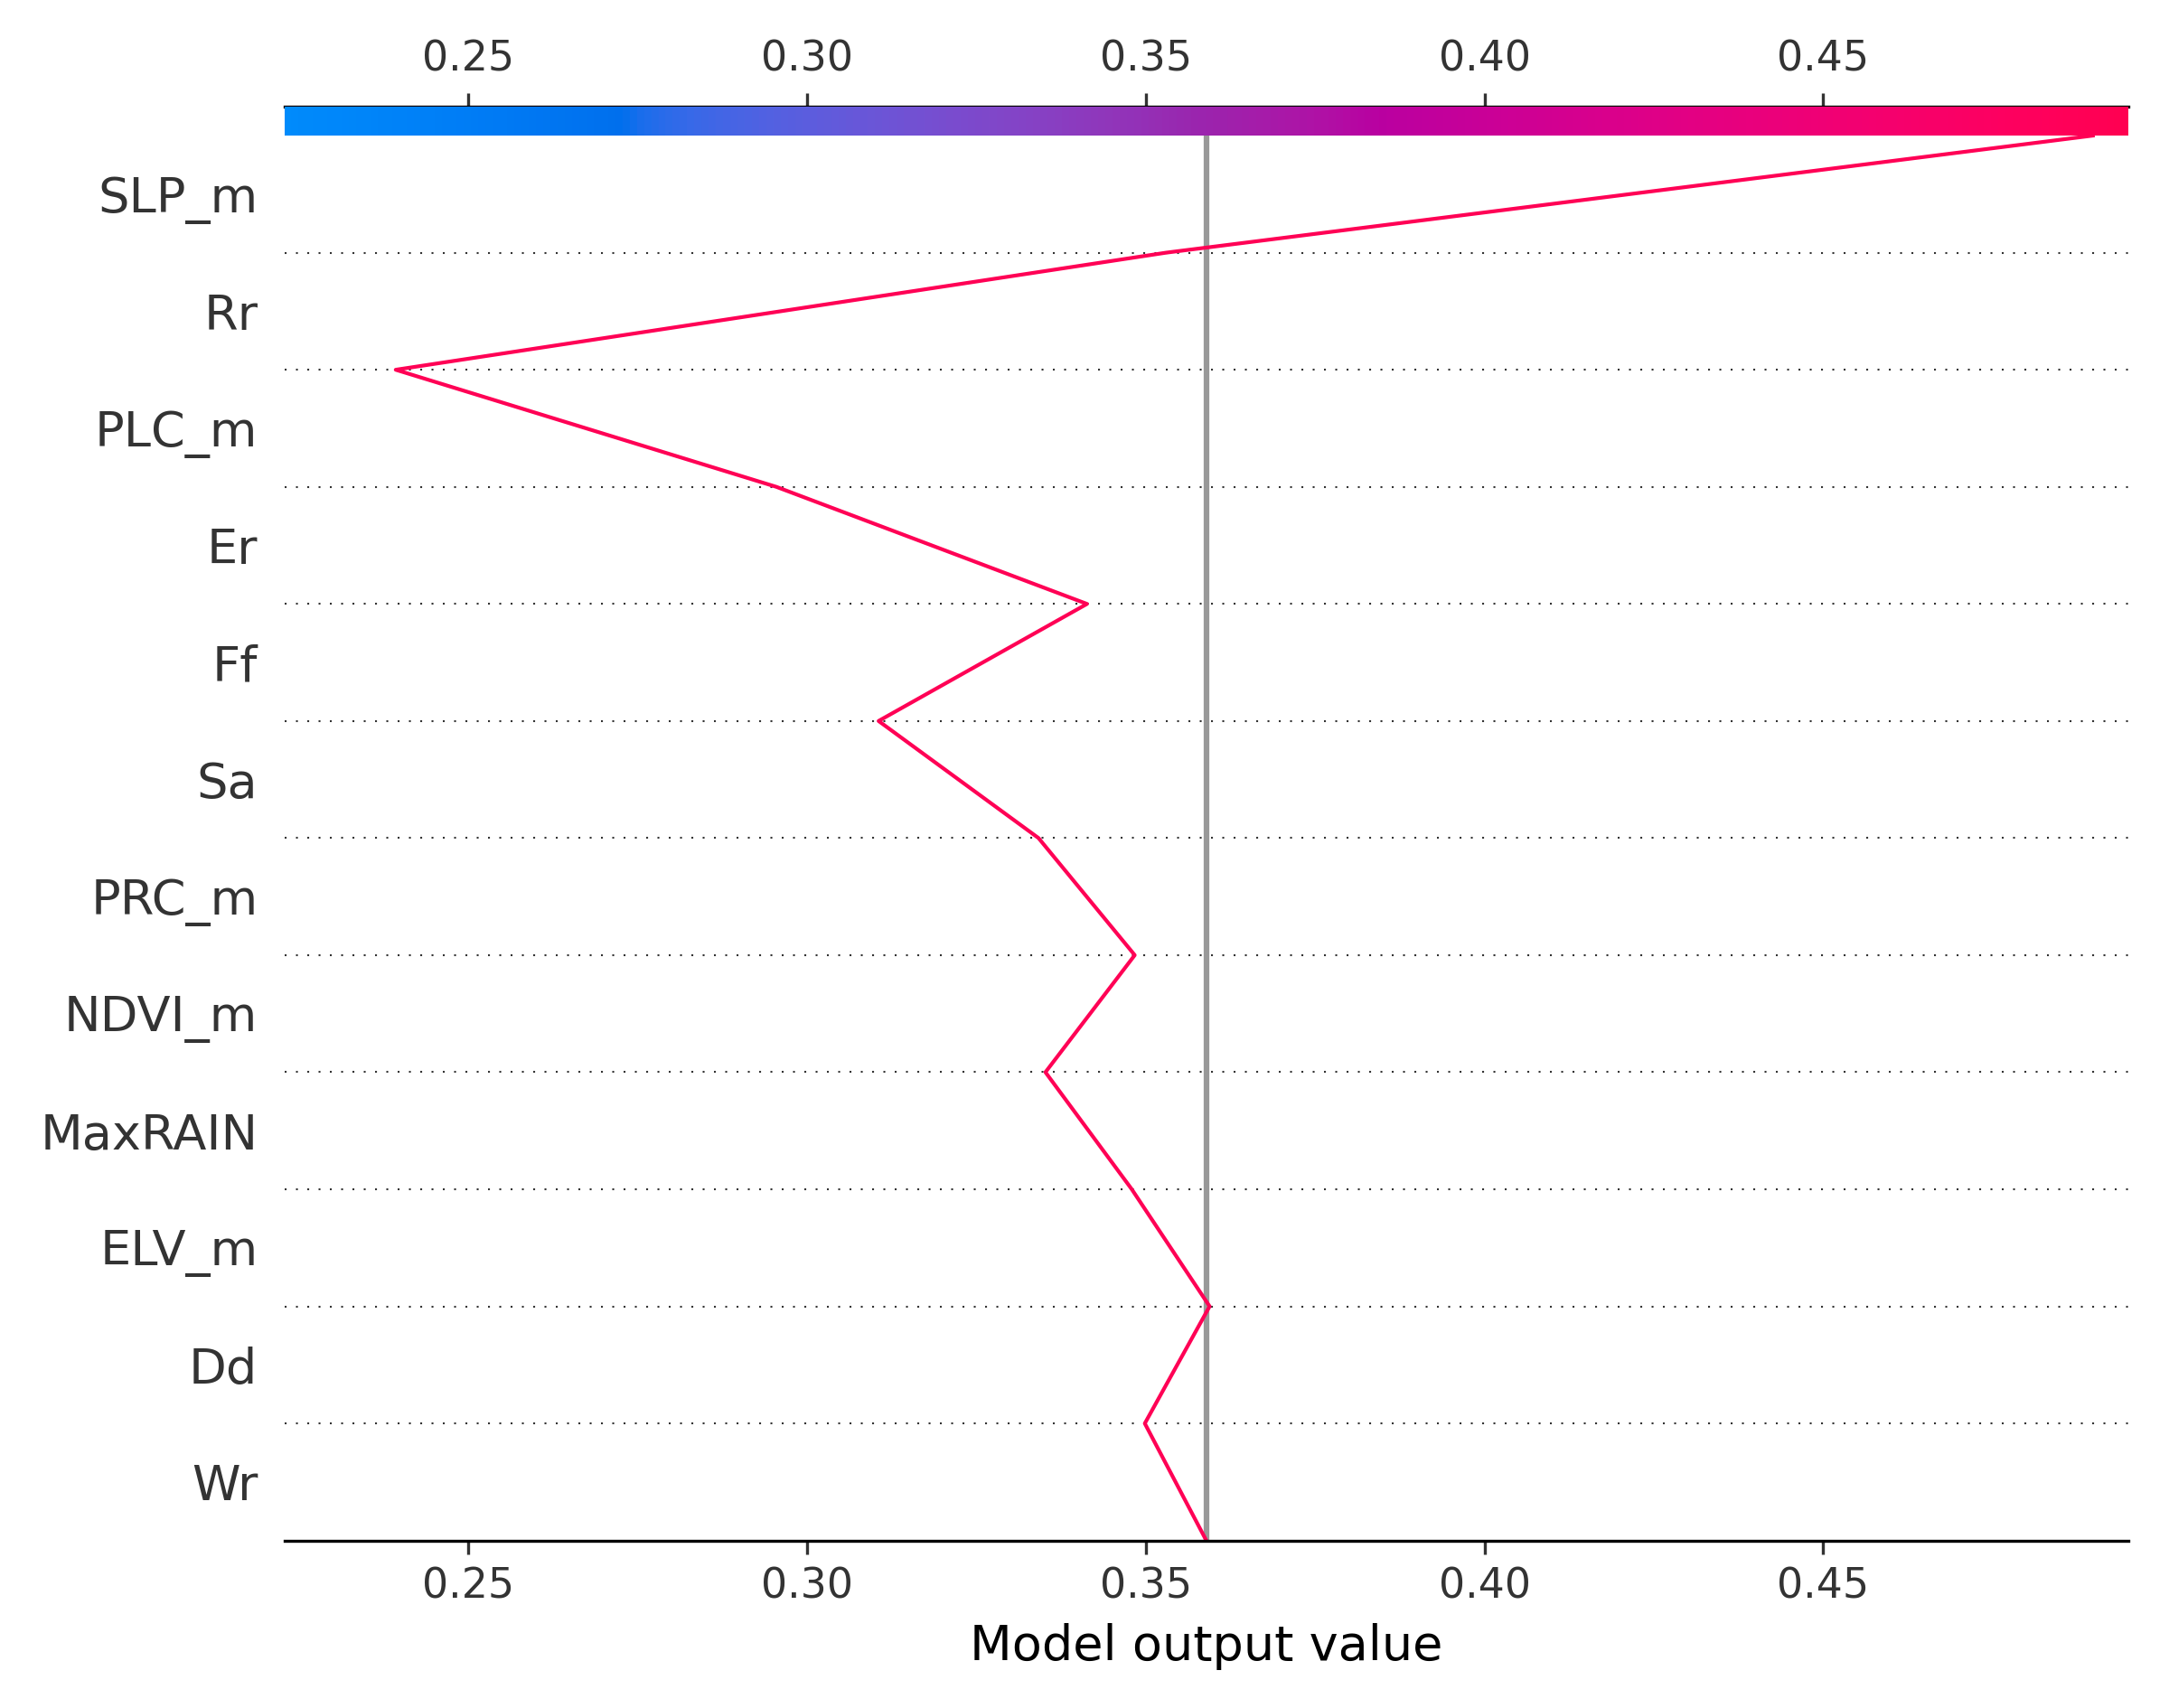 0.25 0.30 0.35 0.40 0.45
SLP_m
Rr
PLC_m
Er
Ff
Sa
PRC_m
NDVI_m
MaxRAIN
ELV_m
Dd
Wr
0.25 0.30 0.35 0.40 0.45
Model output value